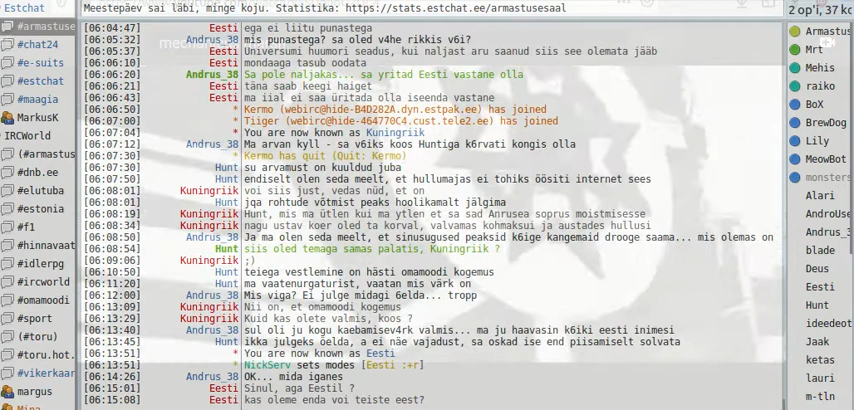 Estchat
Meestepäev sai läbi, minge koju. Statistika: https://stats.estchat.ee/armastusesaal
2 op'i, 37 ko
#armastuse
#chat24
#e-suits
#estchat
#maagia
MarkusK
IRCWorld
(#armastus
#dnb.ee
#elutuba
#estonia
#f1
#hinnavaat
#idlerpg
#ircworld
#omamoodi
#sport
(#toru)
#toru.hot.
#vikerkaar
margus
[06:04:47] Eesti ega ei liitu punastega
[06:05:32] Andrus_38 mis punastega? sa oled v4he rikkis v6i?
[06:05:37] Eesti Universumi huumori seadus, kui naljast aru saanud siis see olemata jääb
[06:06:10] Eesti mondaaga tasub oodata
[06:06:20] Andrus_38 Sa pole naljakas... sa yritad Eesti vastane olla
[06:06:21] Eesti täna saab keegi haiget
[06:06:43] Eesti ma iial ei saa üritada olla iseenda vastane
[06:06:50] * Kermo (webirc@hide-B4D282A.dyn.estpak.ee) has joined
[06:07:00] * Tiiger (webirc@hide-464770C4.cust.tele2.ee) has joined
[06:07:04] * You are now known as Kuningriik
[06:07:12] Andrus_38 Ma arvan kyll - sa v6iks koos Huntiga k6rvati kongis olla
[06:07:30] * Kermo has quit (Quit: Kermo)
[06:07:30] Hunt su arvamust on kuuldud juba
[06:07:50] Hunt endiselt olen seda meelt, et hullumajas ei tohiks öösiti internet sees
[06:08:01] Kuningriik voi siis just, vedas nüd, et on
[06:08:01] Hunt jqa rohtude võtmist peaks hoolikamalt jälgima
[06:08:19] Kuningriik Hunt, mis ma ütlen kui ma ytlen et sa sad Anrusea soprus moistmisesse
[06:08:34] Kuningriik nagu ustav koer oled ta korval, valvamas kohmaksui ja austades hullusi
[06:08:50] Andrus_38 Ja ma olen seda meelt, et sinusugused peaksid k6ige kangemaid drooge saama... mis olemas on
[06:08:54] Hunt siis oled temaga samas palatis, Kuningriik ?
[06:09:06] Kuningriik ;)
[06:10:50] Hunt teiega vestlemine on hästi omamoodi kogemus
[06:11:20] Hunt ma vaatenurgaturist, vaatan mis värk on
[06:12:00] Andrus_38 Mis viga? Ei julge midagi 6elda... tropp
[06:13:09] Kuningriik Nii on, et omamoodi kogemus
[06:13:29] Kuningriik Kuid kas olete valmis, koos ?
[06:13:40] Andrus_38 sul oli ju kogu kaebamisev4rk valmis... ma ju haavasin k6iki eesti inimesi
[06:13:45] Hunt ikka julgeks öelda, a ei näe vajadust, sa oskad ise end piisamiselt solvata
[06:13:51] * You are now known as Eesti
[06:13:51] * NickServ sets modes [Eesti :+r]
[06:14:26] Andrus_38 OK... mida iganes
[06:15:01] Eesti Sinul, aga Eestil ?
[06:15:08] Eesti kas oleme enda voi teiste eest?
Armastus
Mrt
Mehis
raiko
BoX
BrewDog
Lily
MeowBot
monsters
Alari
AndroUse
Andrus_3
blade
Deus
Eesti
Hunt
ideedeot
Jaak
ketas
lauri
m-tln